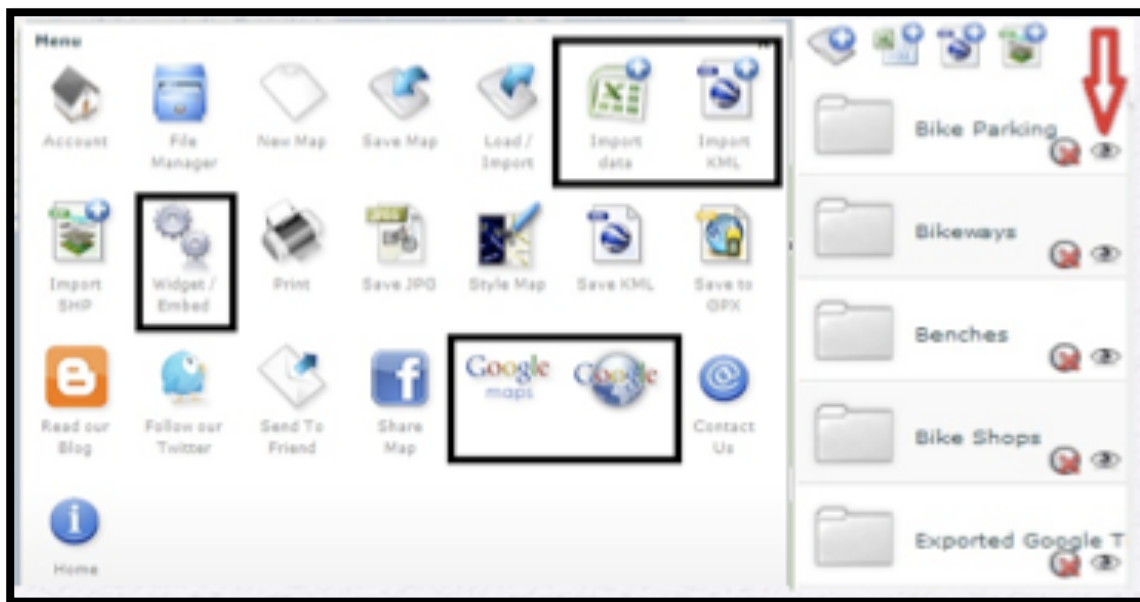 Menu
Account
File
Manager
New Map
Save Map
Load /
Import
Import
data
Import
KML
Import
SHP
Widget /
Embed
Print
JPG
Save JPG
Style Map
Save KML
Save to
GPX
Read our
Blog
Follow our
Twitter
Send To
Friend
Share
Map
Google
maps
Google
Contact
Us
Home
Bike Parking
Bikeways
Benches
Bike Shops
Exported Google T